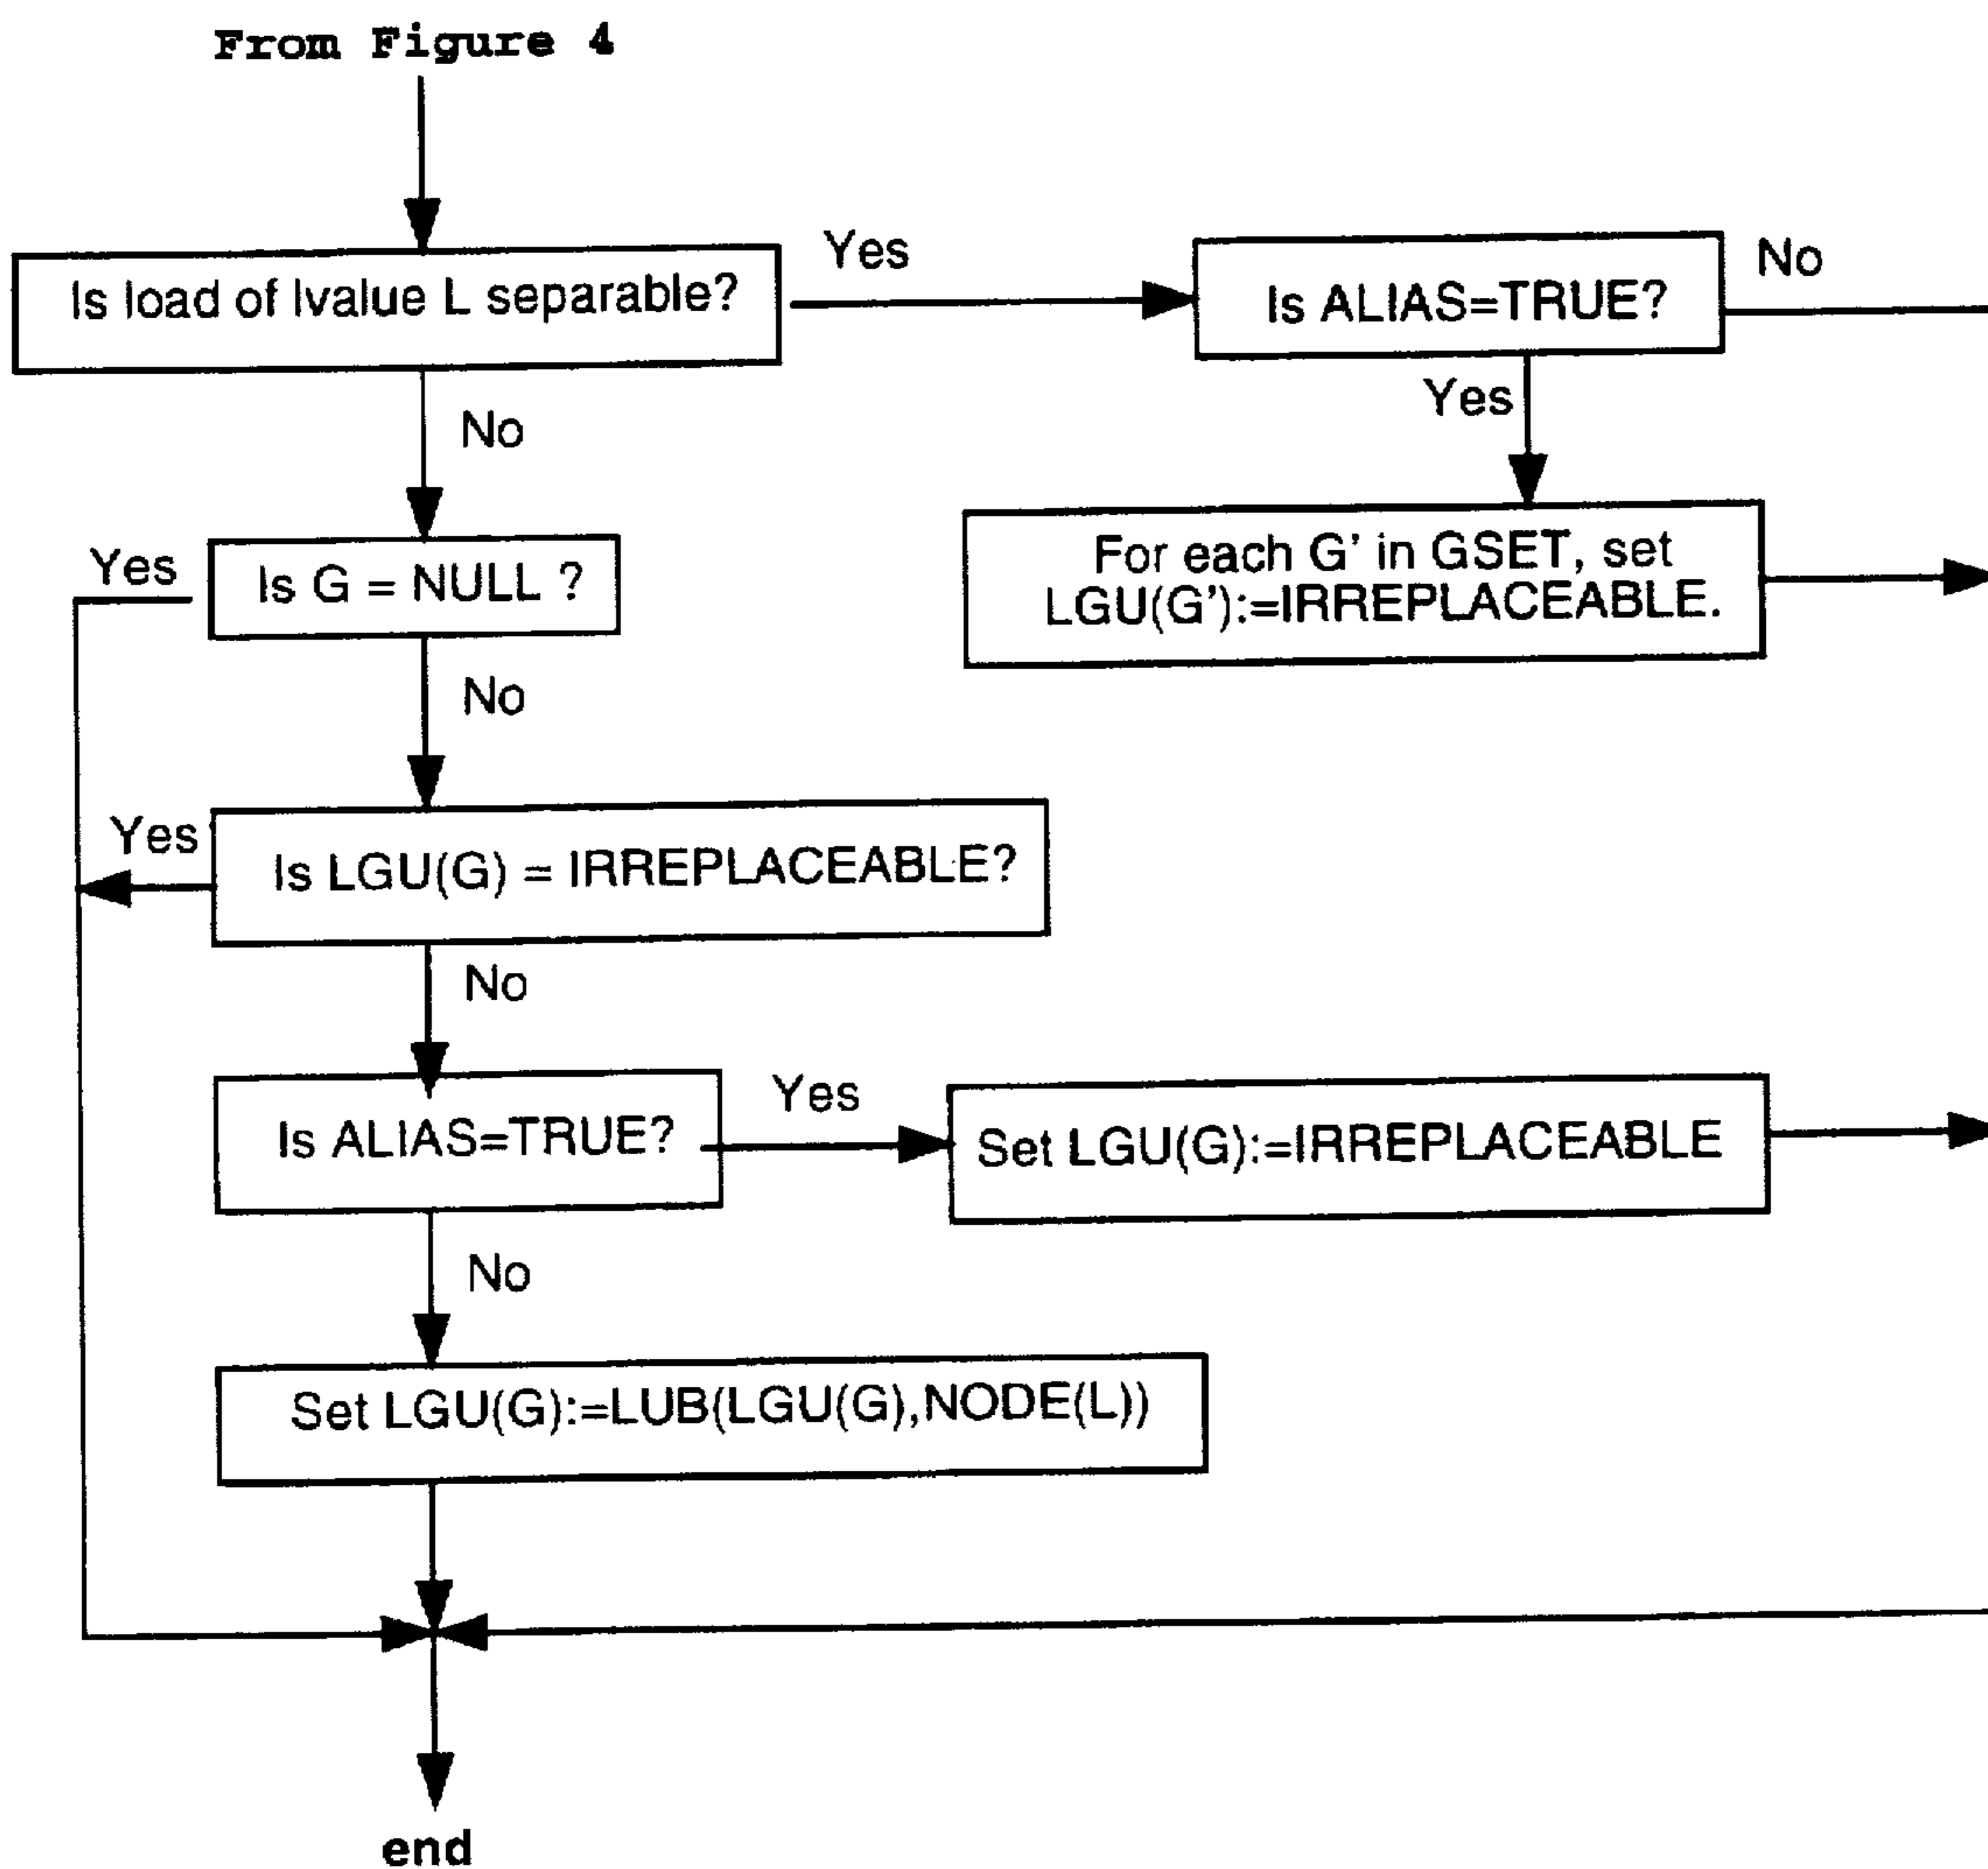 From Figure 4
Is load of lvalue L separable?
Yes
Is ALIAS=TRUE?
No
No
Yes
For each G' in GSET, set
LGU(G'):=IRREPLACEABLE.
Yes
Is G = NULL ?
No
Yes
Is LGU(G) = IRREPLACEABLE?
No
Is ALIAS=TRUE?
Yes
Set LGU(G):=IRREPLACEABLE
No
Set LGU(G):=LUB(LGU(G),NODE(L))
end